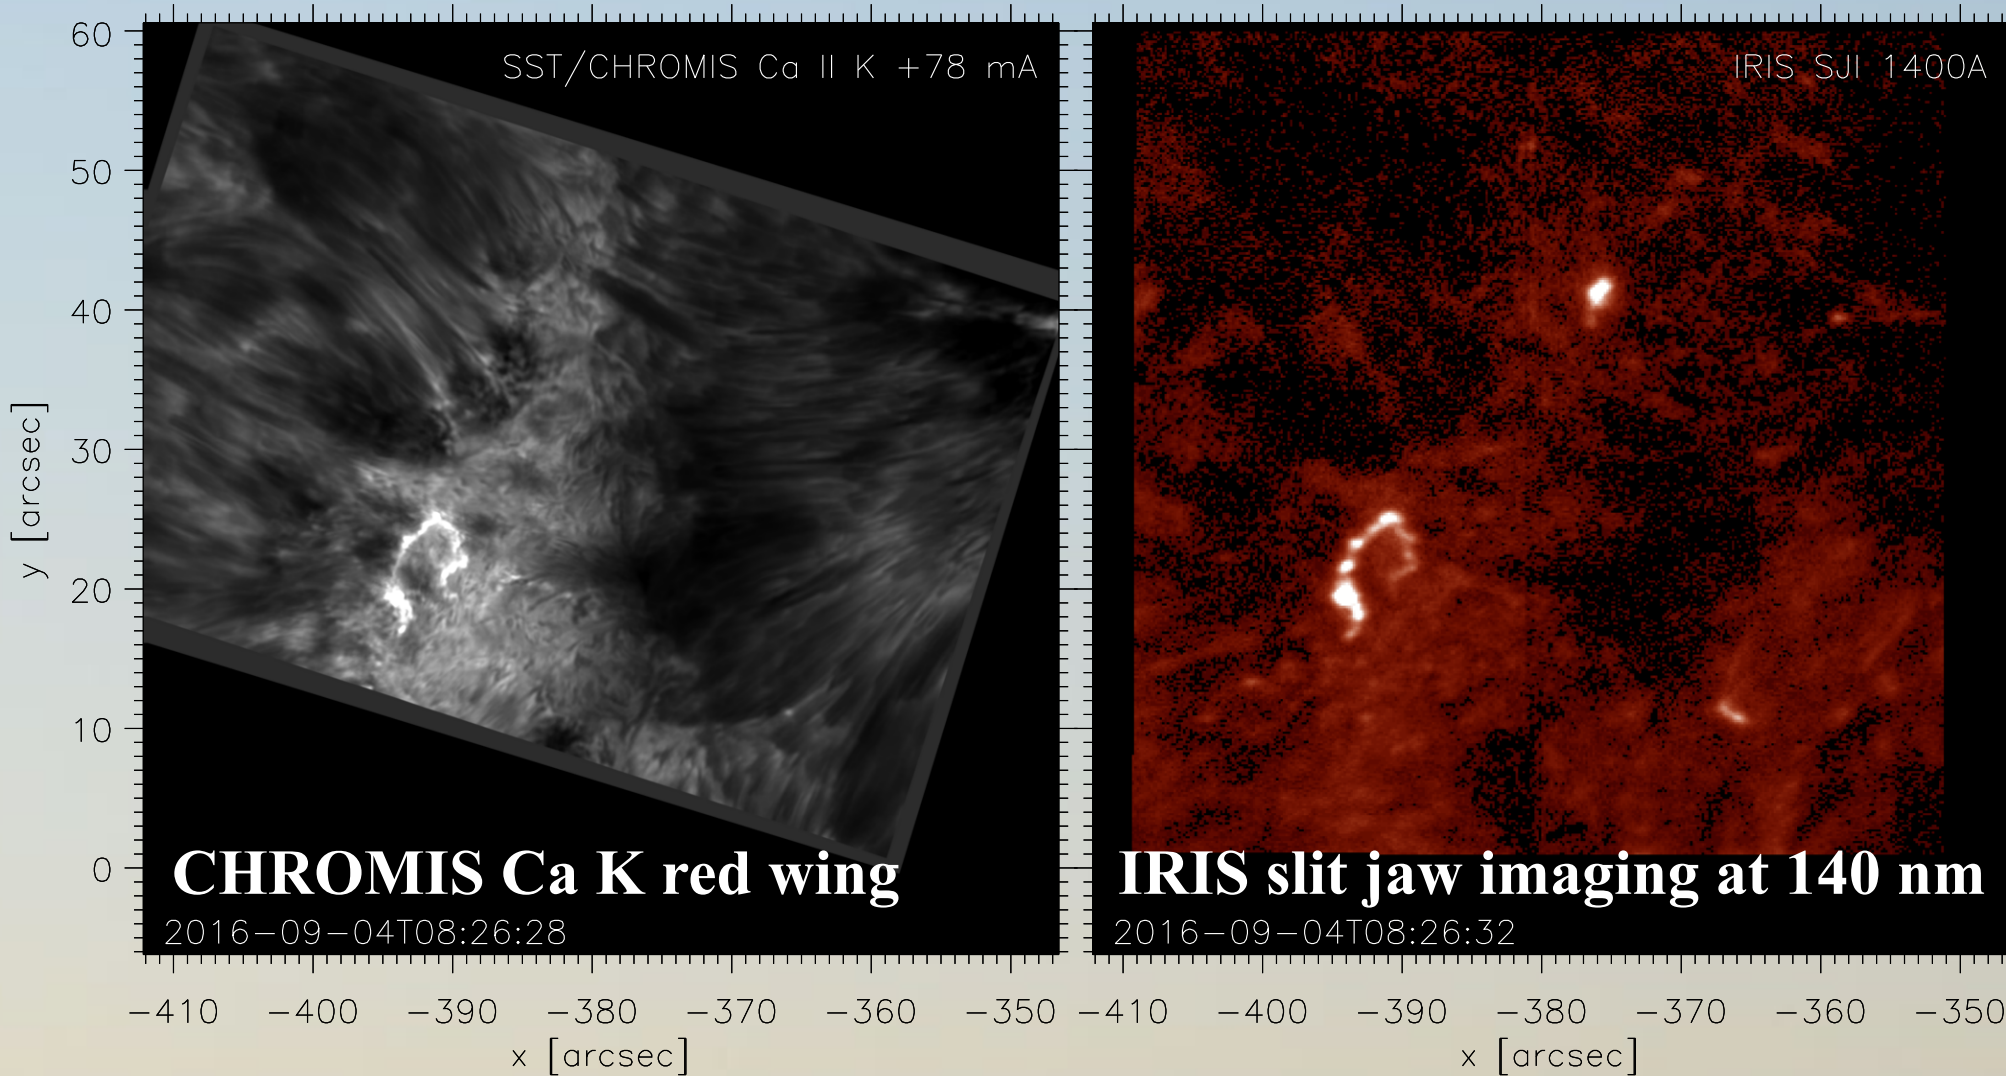 SST/CHROMIS Ca II K +78 mA
IRIS SJI 1400A
60
50
40
30
20
10
0
y [arcsec]
CHROMIS Ca K red wing
IRIS slit jaw imaging at 140 nm
2016-09-04T08:26:28
2016-09-04T08:26:32
-410 -400 -390 -380 -370 -360 -350
-410 -400 -390 -380 -370 -360 -350
x [arcsec]
x [arcsec]